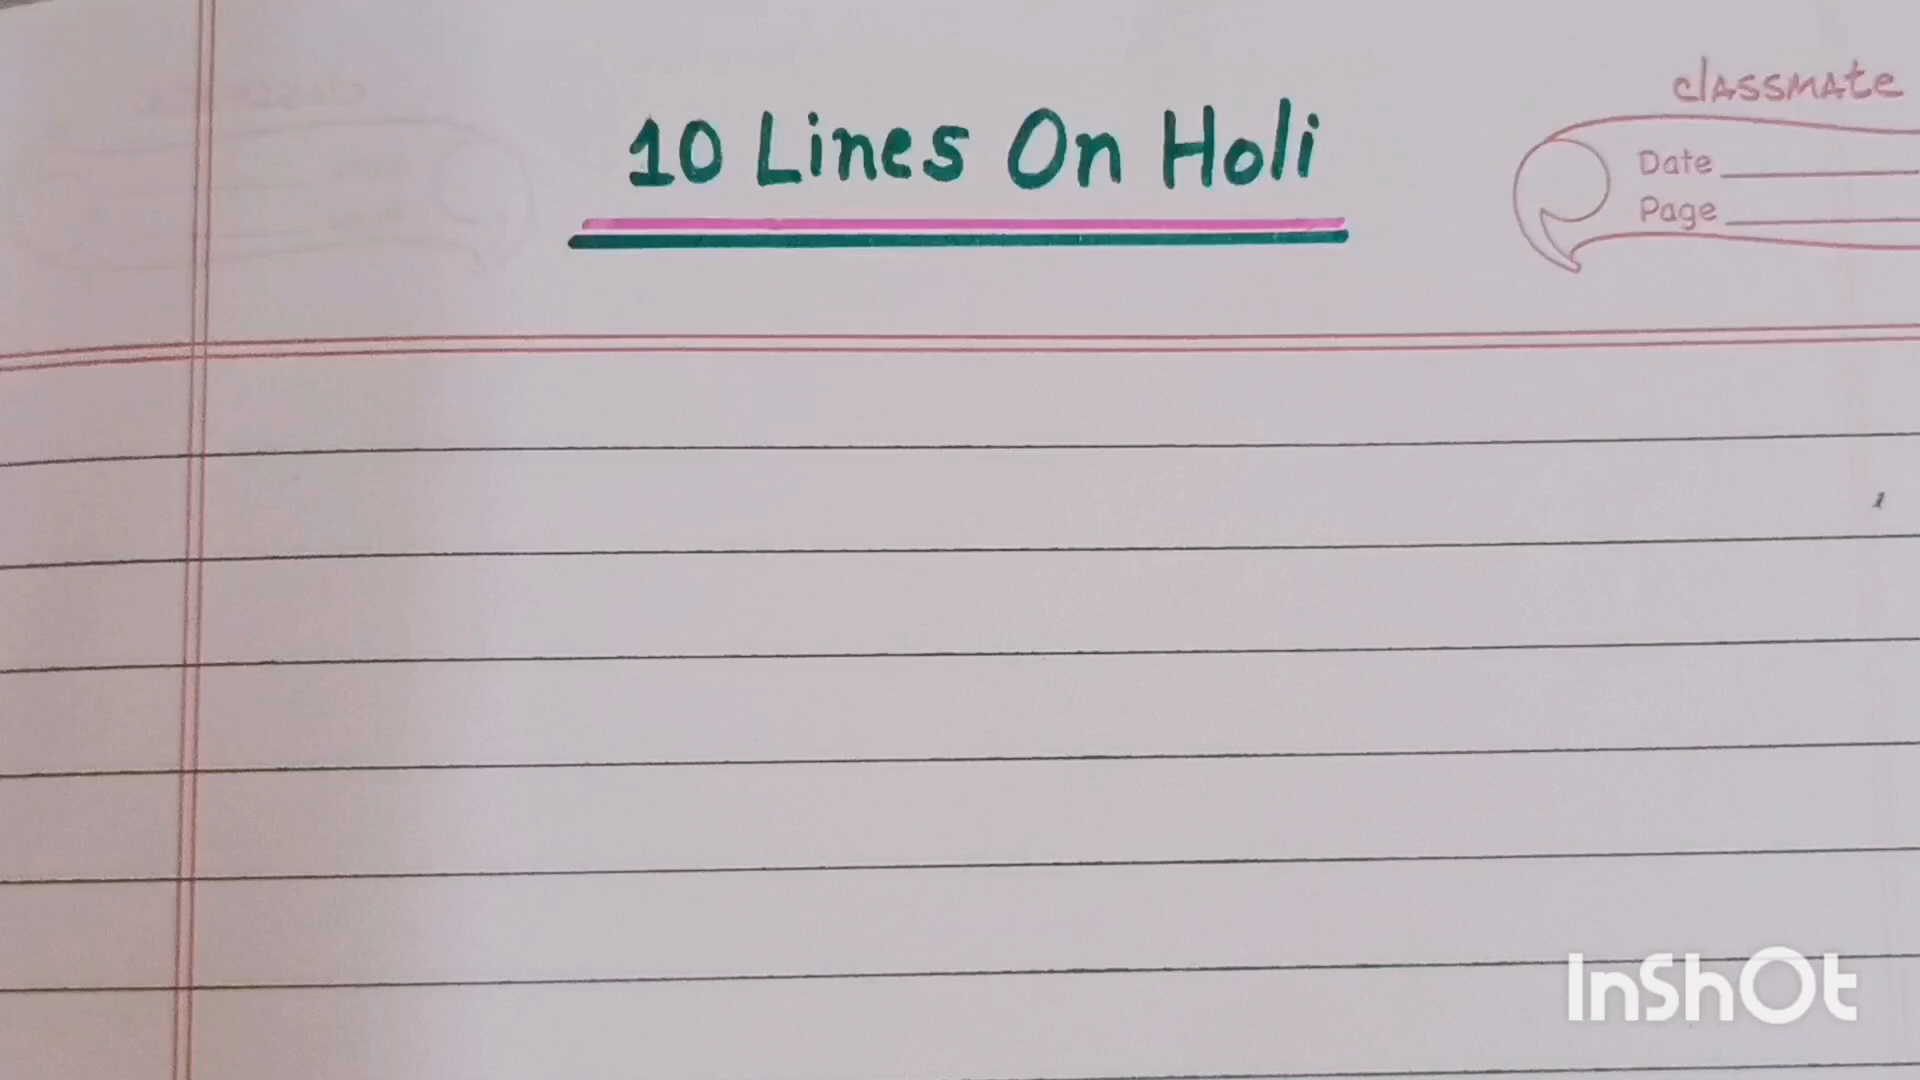 classmate
10 Lines On Holi
Date
Page
InShOt